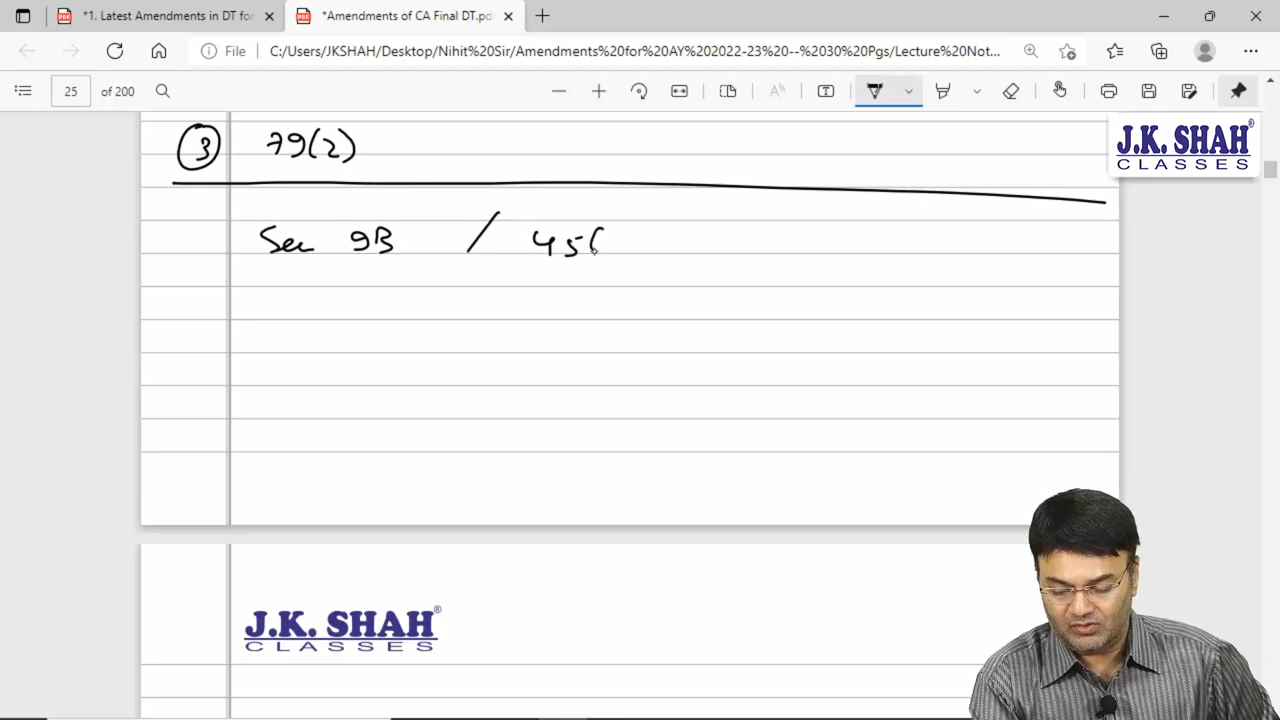 *1. Latest Amendments in DT for
*Amendments of CA Final DT.pd
File
C:/Users/JKSHAH/Desktop/Nihit%20Sir/Amendments%20for%20AY%202022-23%20--%2030%20Pgs/Lecture%20Not...
25 of 200
3 79(2)
J.K. SHAH®
CLASSES
Sec 9B / 45(
J.K. SHAH®
CLASSES